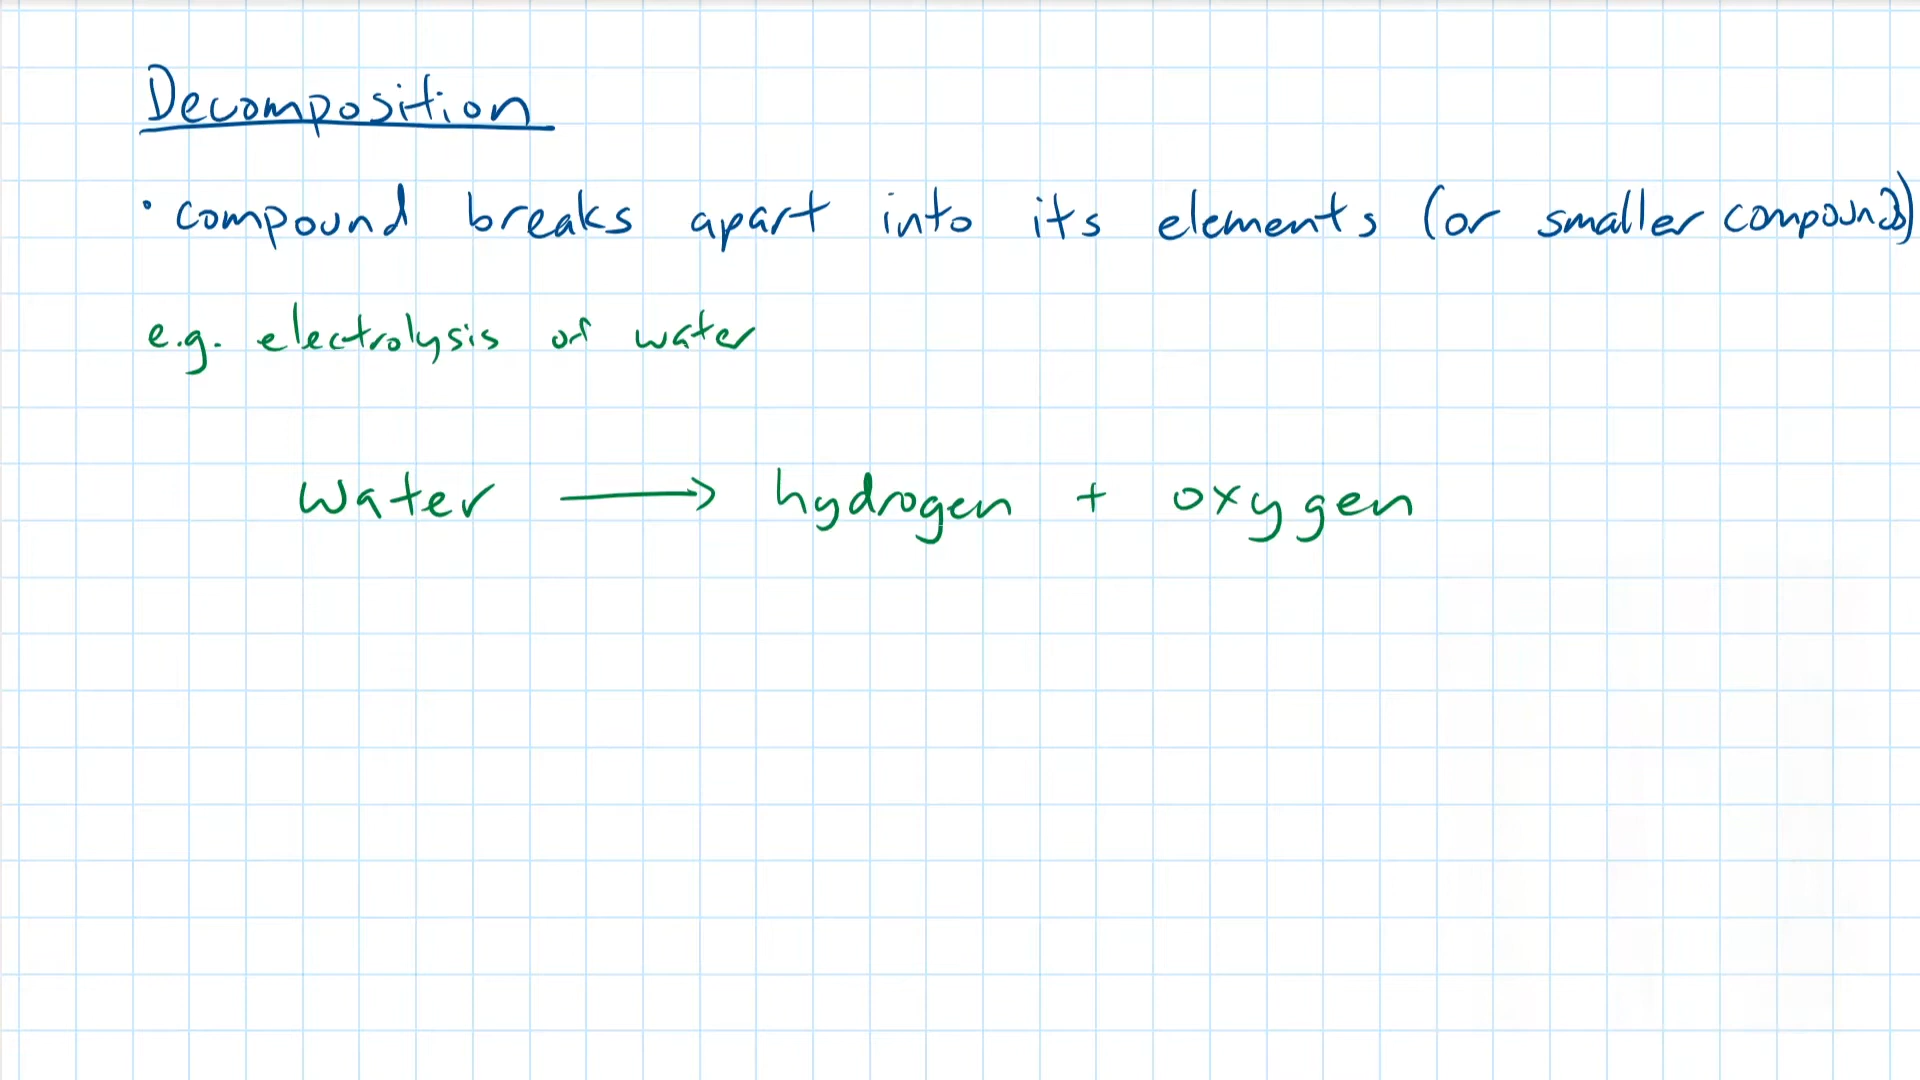 Decomposition
• compound breaks apart into its elements (or smaller compounds)
e.g. electrolysis of water
water → hydrogen + oxygen